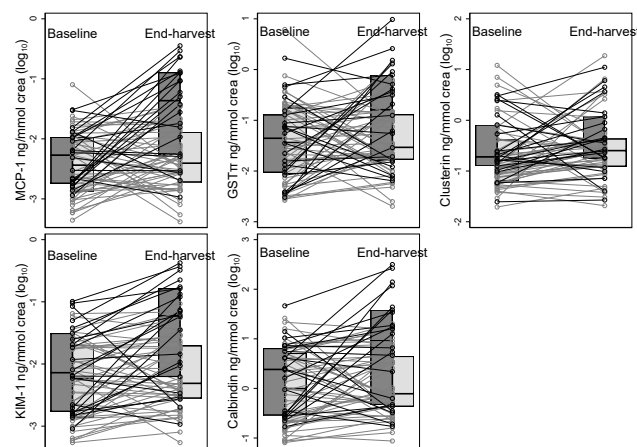 MCP-1 ng/mmol crea (log10)
0
-1
-2
-3
Baseline
End-harvest
GSTπ ng/mmol crea (log10)
1
0
-1
-2
-3
Baseline
End-harvest
Clusterin ng/mmol crea (log10)
2
1
0
-1
-2
Baseline
End-harvest
KIM-1 ng/mmol crea (log10)
0
-1
-2
-3
Baseline
End-harvest
Calbindin ng/mmol crea (log10)
3
2
1
0
-1
Baseline
End-harvest